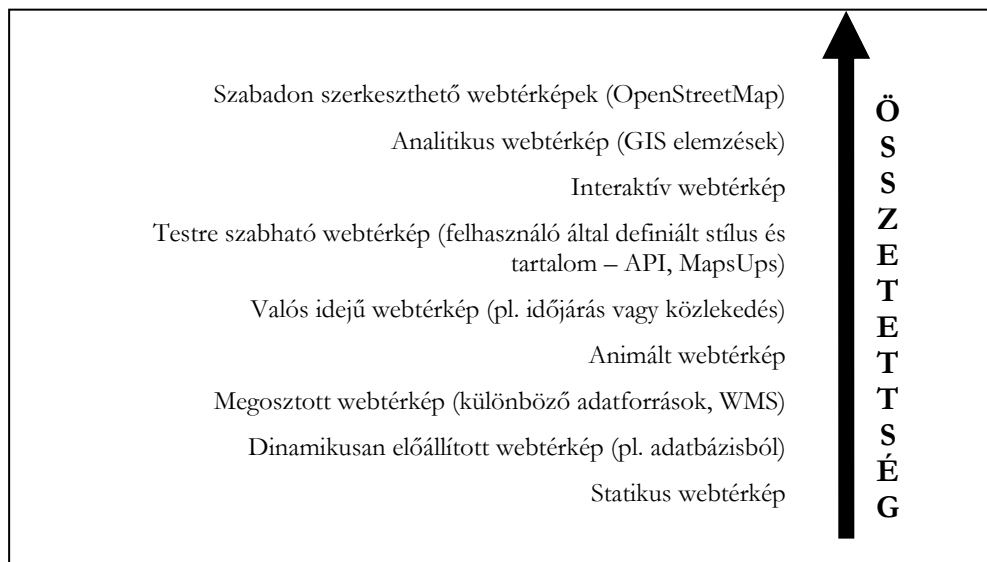 Szabadon szerkeszthető webtérképek (OpenStreetMap)
Analitikus webtérkép (GIS elemzések)
Interaktív webtérkép
Testre szabható webtérkép (felhasználó által definiált stílus és
tartalom – API, MapsUps)
Valós idejű webtérkép (pl. időjárás vagy közlekedés)
Animált webtérkép
Megosztott webtérkép (különböző adatforrások, WMS)
Dinamikusan előállított webtérkép (pl. adatbázisból)
Statikus webtérkép
Ö
S
S
Z
E
T
E
T
T
S
É
G